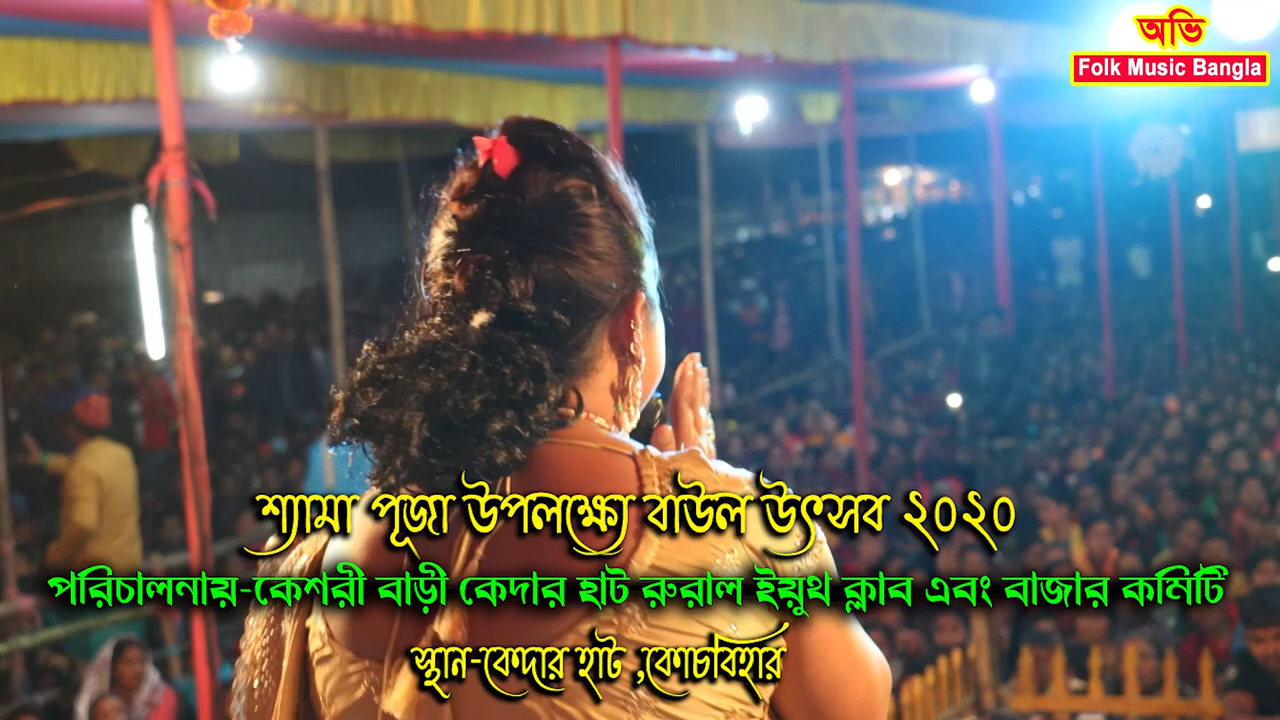 অভি
Folk Music Bangla
শ্যামা পূজা উপলক্ষ্যে বাউল উৎসব ২০২০
পরিচালনায়-কেশরী বাড়ী কেদার হাট রুরাল ইয়ুথ ক্লাব এবং বাজার কমিটি
স্থান-কেদার হাট ,কোচবিহার